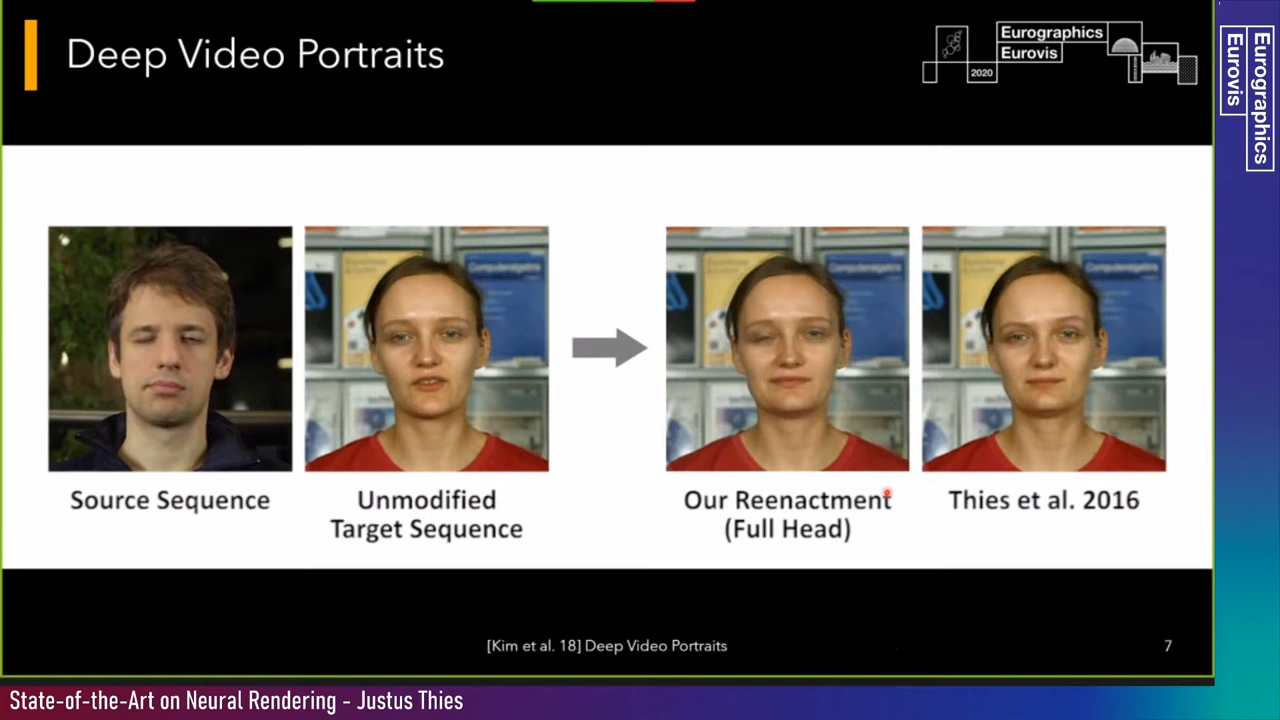 Deep Video Portraits
Eurographics
Eurovis
2020
Eurographics
Eurovis
Computeralgebra
Source Sequence
Unmodified
Target Sequence
Our Reenactment
(Full Head)
Thies et al. 2016
[Kim et al. 18] Deep Video Portraits
7
State-of-the-Art on Neural Rendering - Justus Thies